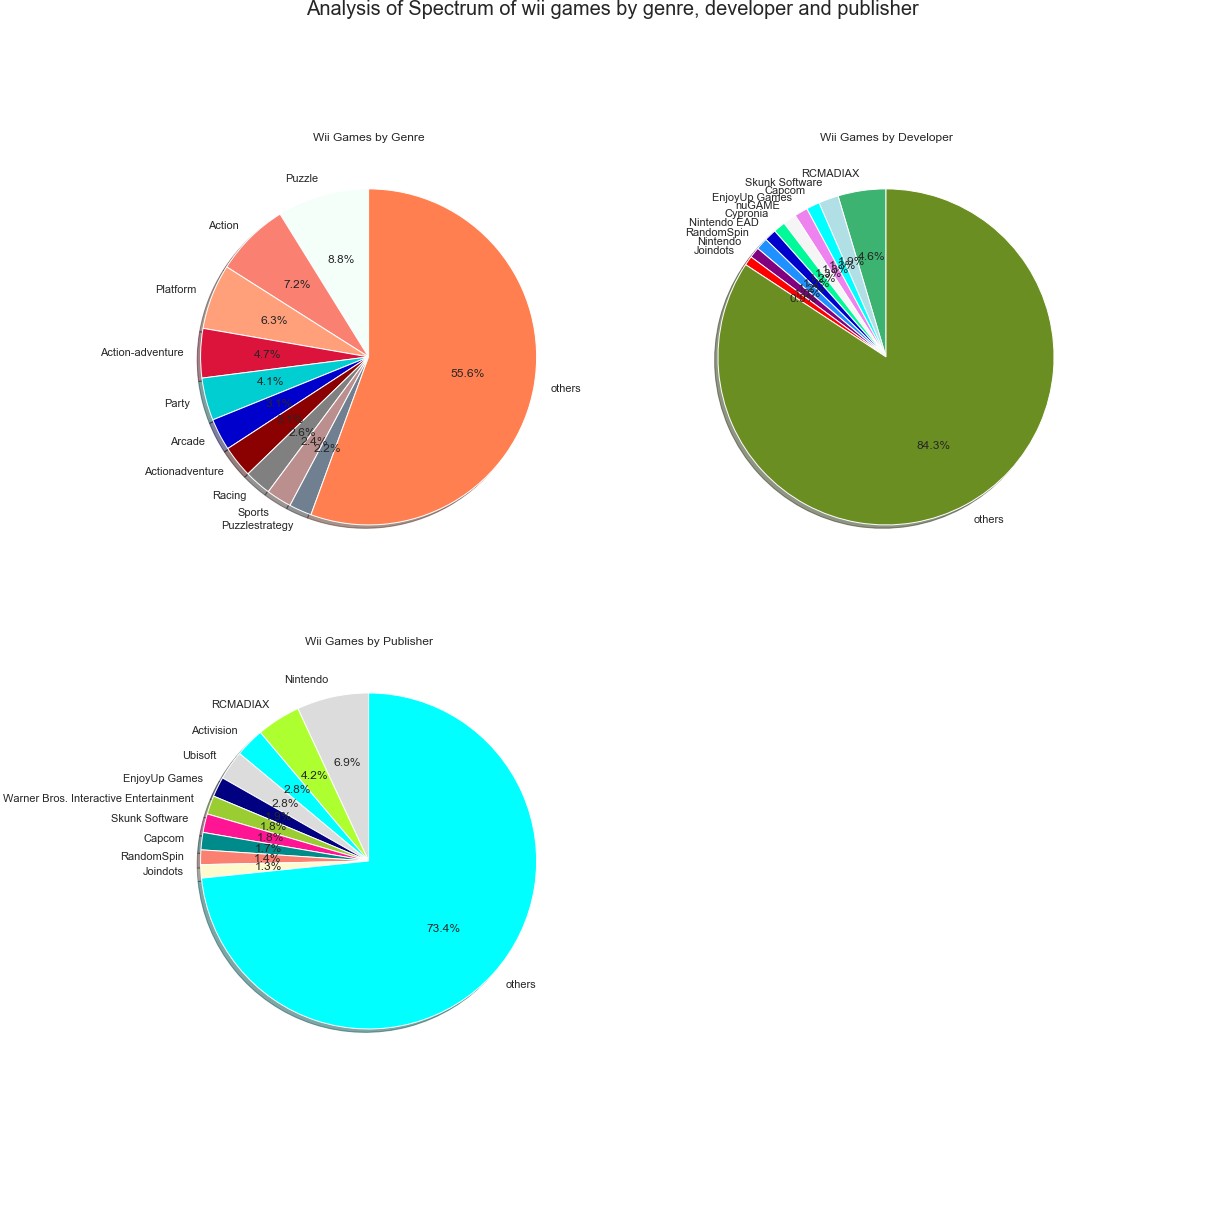 Analysis of Spectrum of wii games by genre, developer and publisher
Wii Games by Genre
Puzzle
Action
Platform
Action-adventure
Party
Arcade
Actionadventure
Racing
Sports
Puzzlestrategy
others
8.8%
7.2%
6.3%
4.7%
4.1%
2.6%
2.4%
2.2%
55.6%
Wii Games by Developer
RCMADIAX
Skunk Software
Capcom
EnjoyUp Games
nuGAME
Cypronia
Nintendo EAD
RandomSpin
Nintendo
Joindots
others
4.6%
1.9%
84.3%
Wii Games by Publisher
Nintendo
RCMADIAX
Activision
Ubisoft
EnjoyUp Games
Warner Bros. Interactive Entertainment
Skunk Software
Capcom
RandomSpin
Joindots
others
6.9%
4.2%
2.8%
2.8%
1.8%
1.8%
1.7%
1.4%
1.3%
73.4%